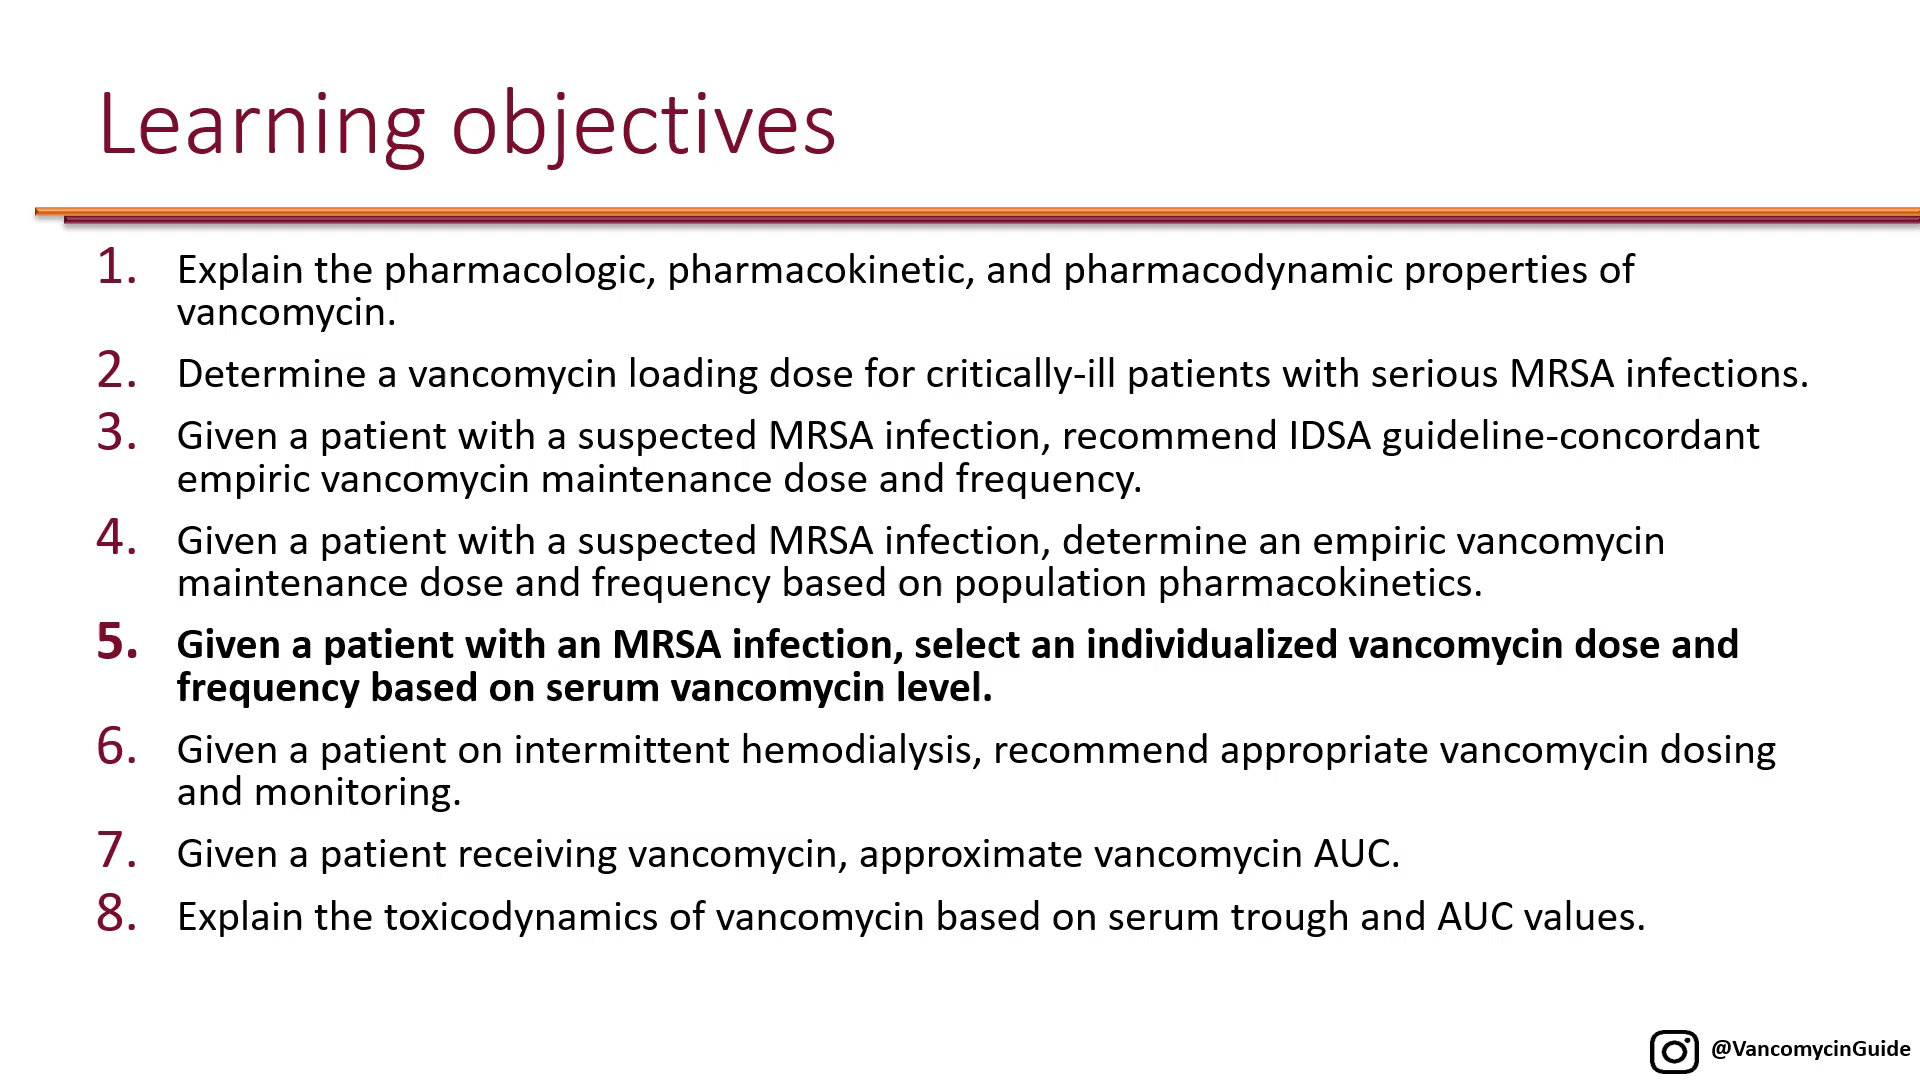 Learning objectives
1. Explain the pharmacologic, pharmacokinetic, and pharmacodynamic properties of
vancomycin.
2. Determine a vancomycin loading dose for critically-ill patients with serious MRSA infections.
3. Given a patient with a suspected MRSA infection, recommend IDSA guideline-concordant
empiric vancomycin maintenance dose and frequency.
4. Given a patient with a suspected MRSA infection, determine an empiric vancomycin
maintenance dose and frequency based on population pharmacokinetics.
5. Given a patient with an MRSA infection, select an individualized vancomycin dose and
frequency based on serum vancomycin level.
6. Given a patient on intermittent hemodialysis, recommend appropriate vancomycin dosing
and monitoring.
7. Given a patient receiving vancomycin, approximate vancomycin AUC.
8. Explain the toxicodynamics of vancomycin based on serum trough and AUC values.
@VancomycinGuide